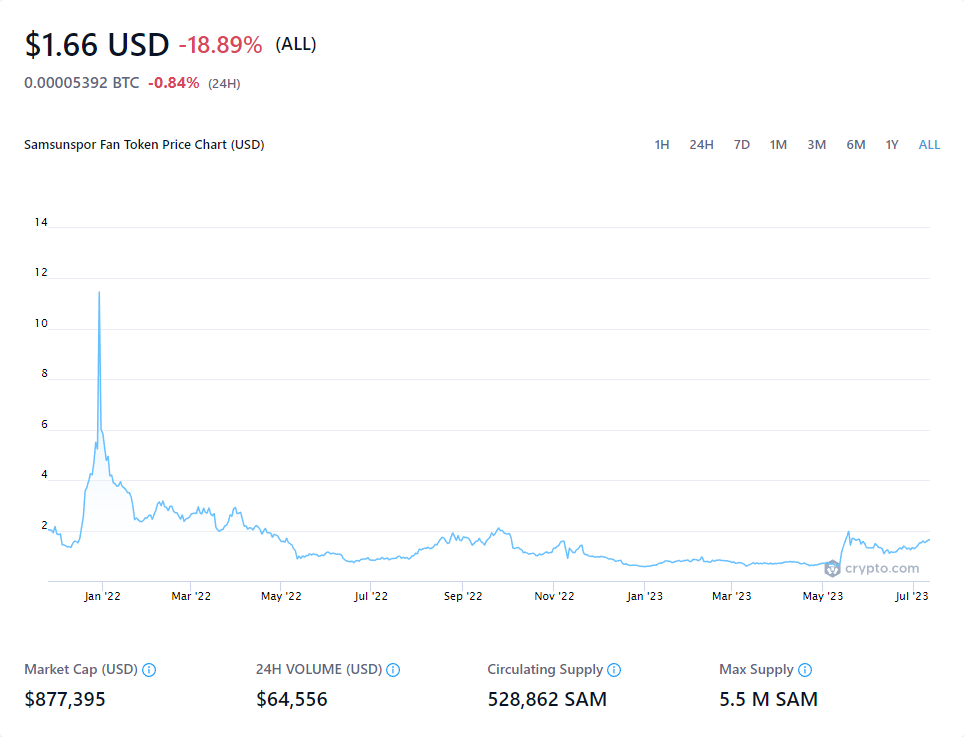 $1.66 USD -18.89% (ALL)
0.00005392 BTC -0.84% (24H)
Samsunspor Fan Token Price Chart (USD) 1H 24H 7D 1M 3M 6M 1Y ALL
14
12
10
8
6
4
2
crypto.com
Jan '22 Mar '22 May '22 Jul '22 Sep '22 Nov '22 Jan '23 Mar '23 May '23 Jul '23
Market Cap (USD) 24H VOLUME (USD) Circulating Supply Max Supply
$877,395 $64,556 528,862 SAM 5.5 M SAM